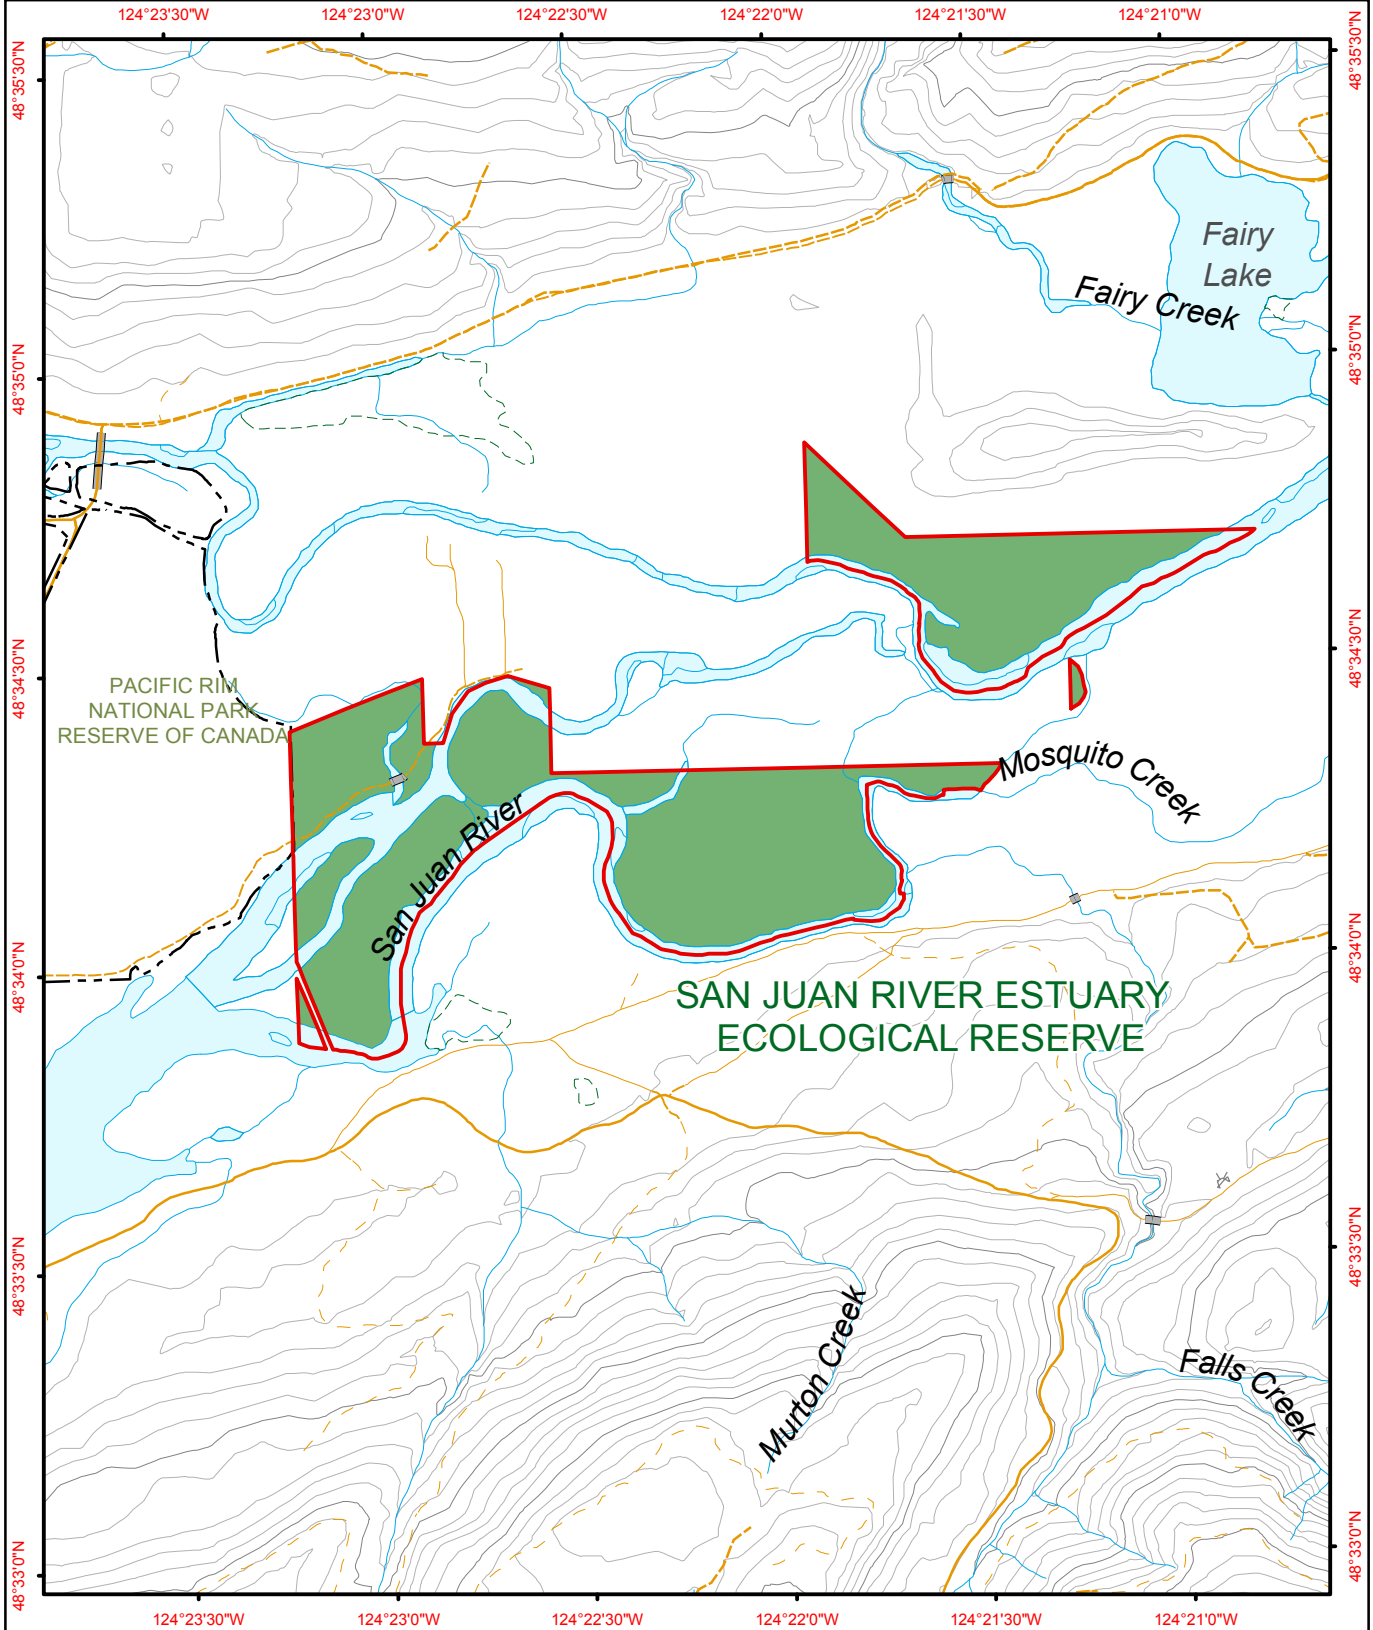 124°23'30"W
124°23'0"W
124°22'30"W
124°22'0"W
124°21'30"W
124°21'0"W
48°35'30"N
48°35'30"N
Fairy
Lake
Fairy Creek
48°35'0"N
48°35'0"N
48°34'30"N
48°34'30"N
PACIFIC RIM
NATIONAL PARK
RESERVE OF CANADA
Mosquito Creek
San Juan River
48°34'0"N
48°34'0"N
SAN JUAN RIVER ESTUARY
ECOLOGICAL RESERVE
48°33'30"N
48°33'30"N
Murton Creek
Falls Creek
48°33'0"N
48°33'0"N
124°23'30"W
124°23'0"W
124°22'30"W
124°22'0"W
124°21'30"W
124°21'0"W